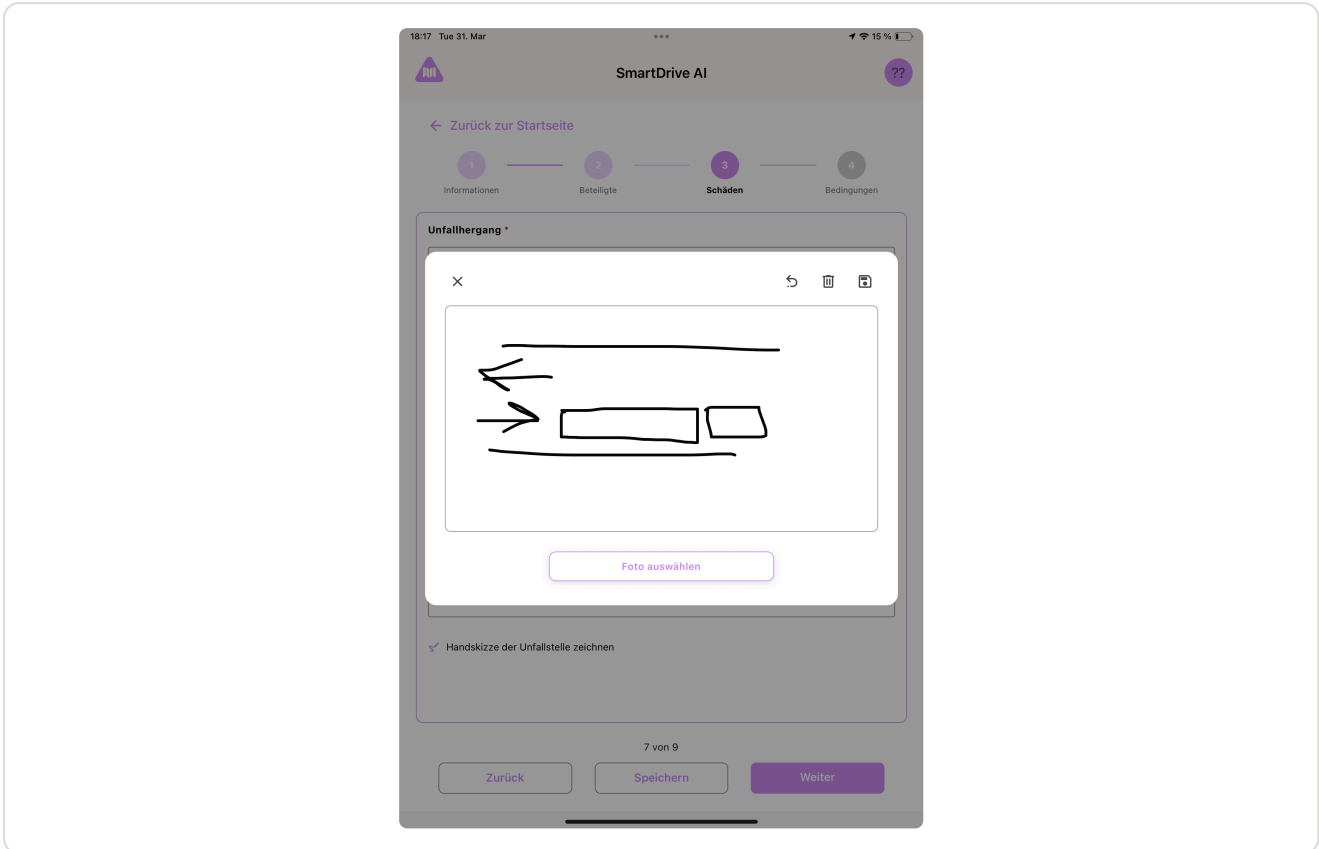 18:17 Tue 31. Mar 15 %
SmartDrive AI
??
Zurück zur Startseite
1 2 3 4
Informationen Beteiligte Schäden Bedingungen
Unfallhergang *
Foto auswählen
Handskizze der Unfallstelle zeichnen
7 von 9
Zurück Speichern Weiter